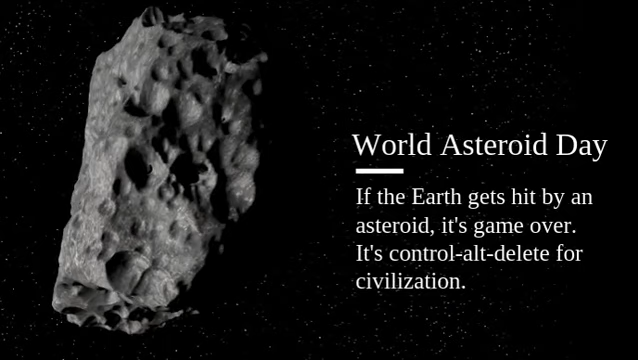 World Asteroid Day
If the Earth gets hit by an
asteroid, it's game over.
It's control-alt-delete for
civilization.